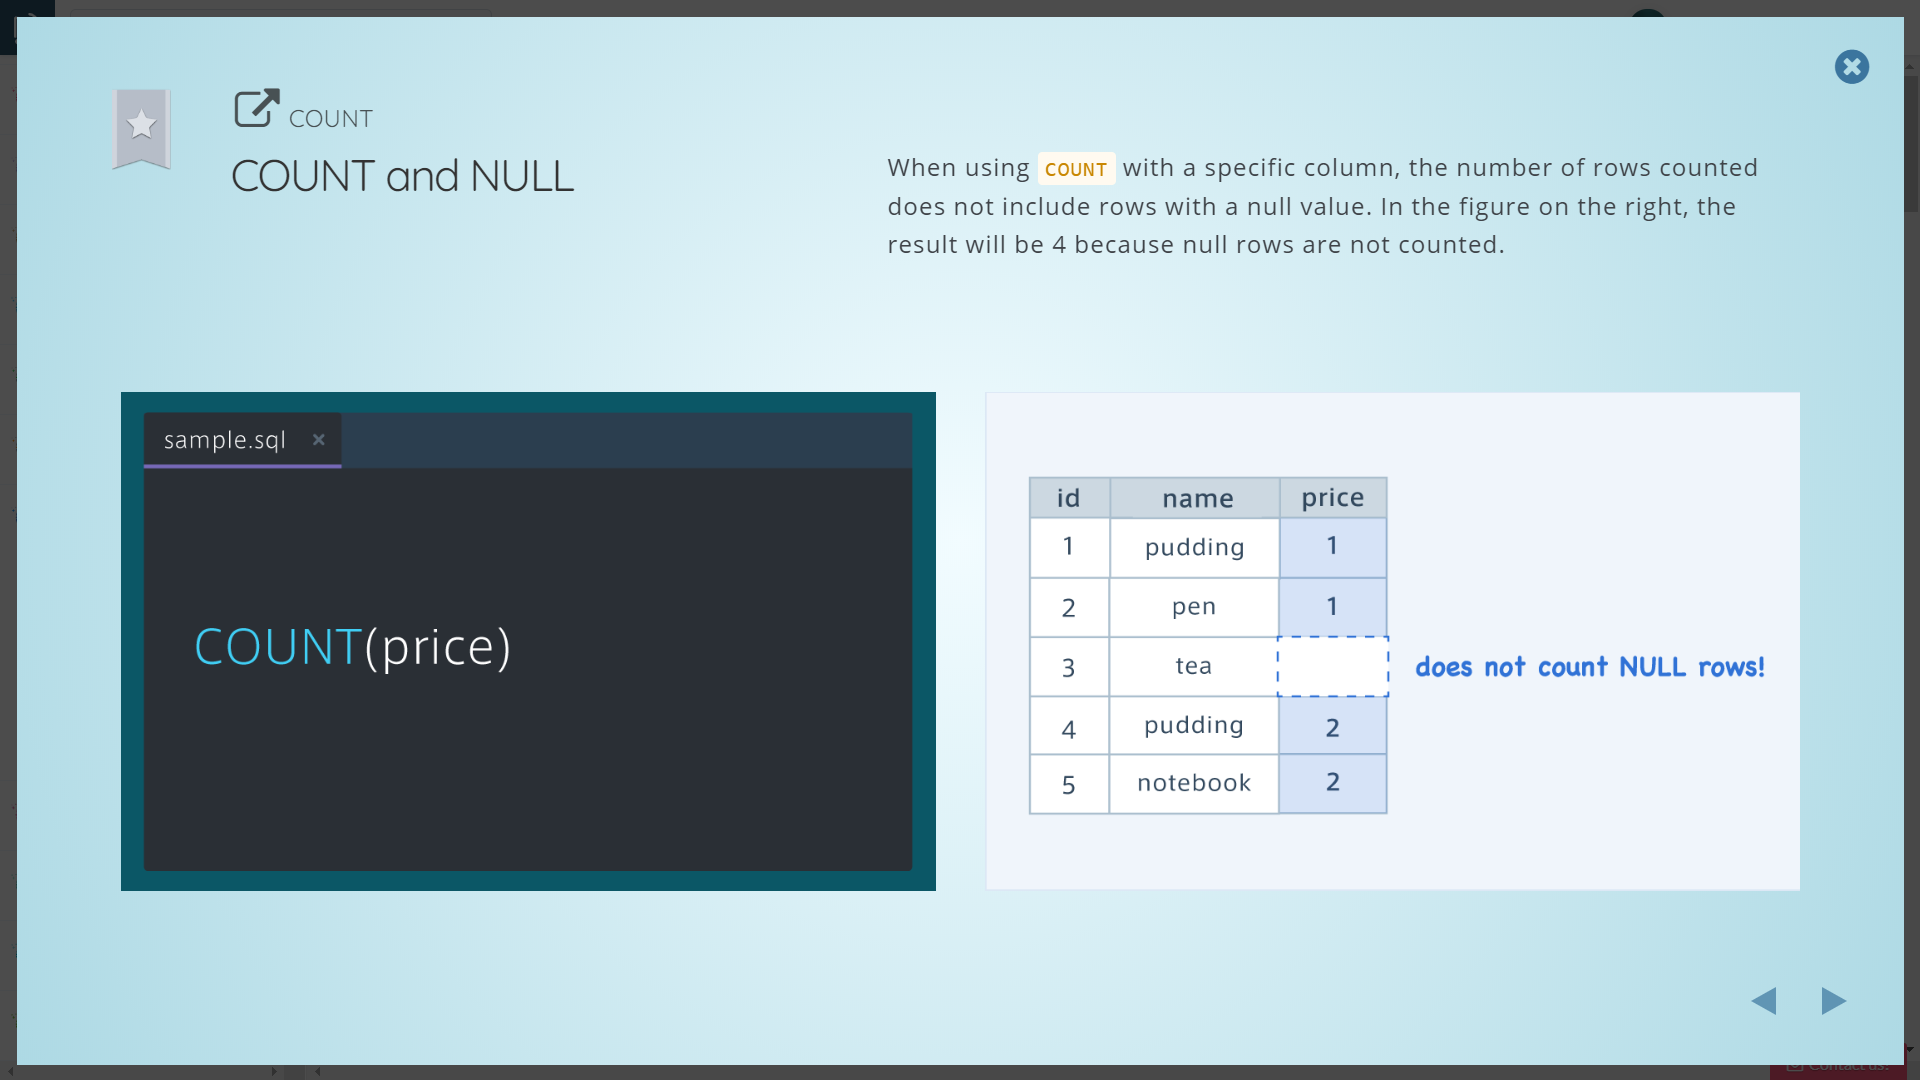 COUNT
COUNT and NULL
When using COUNT with a specific column, the number of rows counted
does not include rows with a null value. In the figure on the right, the
result will be 4 because null rows are not counted.
sample.sql ×
COUNT(price)
id name price
1 pudding 1
2 pen 1
3 tea
does not count NULL rows!
4 pudding 2
5 notebook 2
Contact us!